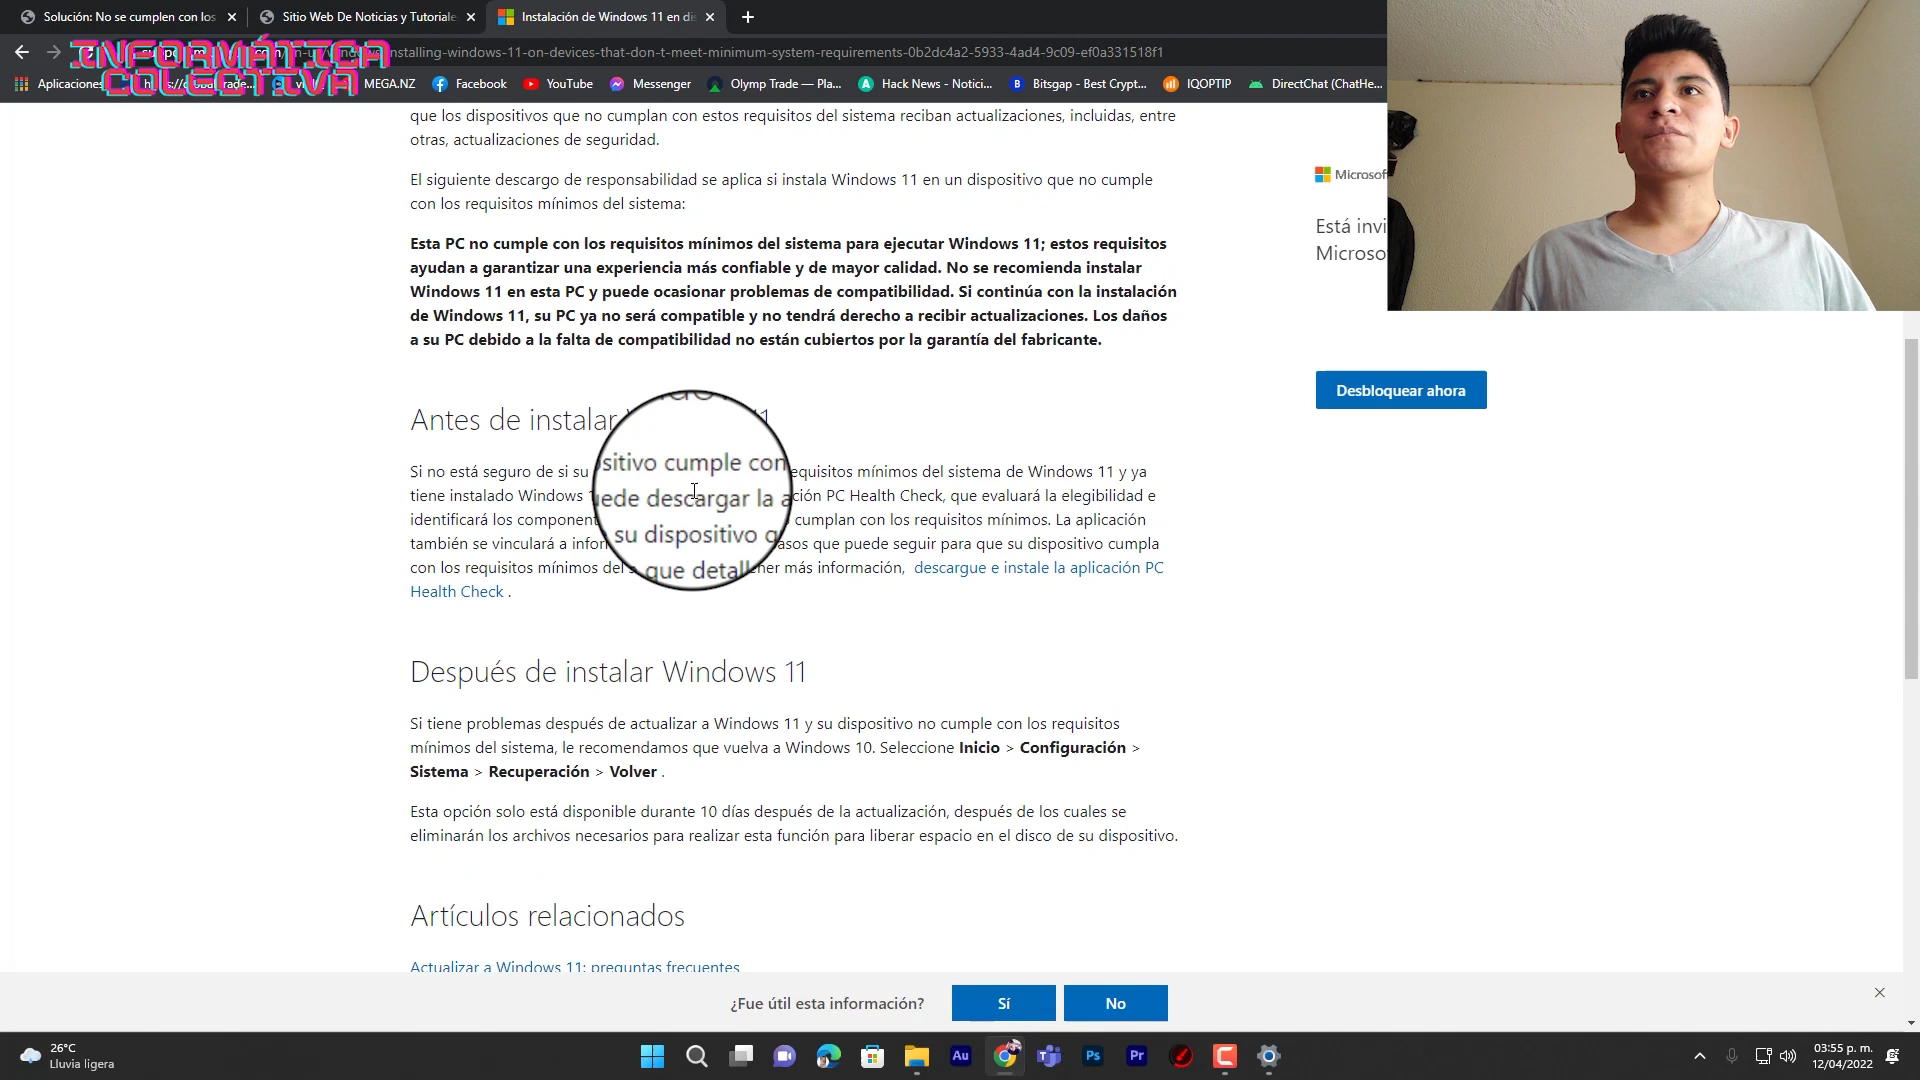 Solución: No se cumplen con los
Sitio Web De Noticias y Tutoriale
Instalación de Windows 11 en di
INFORMÁTICA
COLECTIVA
nstalling-windows-11-on-devices-that-don-t-meet-minimum-system-requirements-0b2dc4a2-5933-4ad4-9c09-ef0a331518f1
Aplicaciones
MEGA.NZ
Facebook
YouTube
Messenger
Olymp Trade — Pla...
Hack News - Notici...
Bitsgap - Best Crypt...
IQOPTIP
DirectChat (ChatHe...
que los dispositivos que no cumplan con estos requisitos del sistema reciban actualizaciones, incluidas, entre
otras, actualizaciones de seguridad.
El siguiente descargo de responsabilidad se aplica si instala Windows 11 en un dispositivo que no cumple
con los requisitos mínimos del sistema:
Esta PC no cumple con los requisitos mínimos del sistema para ejecutar Windows 11; estos requisitos
ayudan a garantizar una experiencia más confiable y de mayor calidad. No se recomienda instalar
Windows 11 en esta PC y puede ocasionar problemas de compatibilidad. Si continúa con la instalación
de Windows 11, su PC ya no será compatible y no tendrá derecho a recibir actualizaciones. Los daños
a su PC debido a la falta de compatibilidad no están cubiertos por la garantía del fabricante.
Antes de instalar
Si no está seguro de si su sitivo cumple con equisitos mínimos del sistema de Windows 11 y ya
tiene instalado Windows ede descargar la a ción PC Health Check, que evaluará la elegibilidad e
identificará los component su dispositivo q cumplan con los requisitos mínimos. La aplicación
también se vinculará a infor que detall asos que puede seguir para que su dispositivo cumpla
con los requisitos mínimos del s ner más información, descargue e instale la aplicación PC
Health Check .
Después de instalar Windows 11
Si tiene problemas después de actualizar a Windows 11 y su dispositivo no cumple con los requisitos
mínimos del sistema, le recomendamos que vuelva a Windows 10. Seleccione Inicio > Configuración >
Sistema > Recuperación > Volver .
Esta opción solo está disponible durante 10 días después de la actualización, después de los cuales se
eliminarán los archivos necesarios para realizar esta función para liberar espacio en el disco de su dispositivo.
Artículos relacionados
Actualizar a Windows 11: preguntas frecuentes
Microsof
Está invi
Microso
Desbloquear ahora
¿Fue útil esta información?
Sí
No
26°C
Lluvia ligera
Au
Ps
Pr
03:55 p. m.
12/04/2022